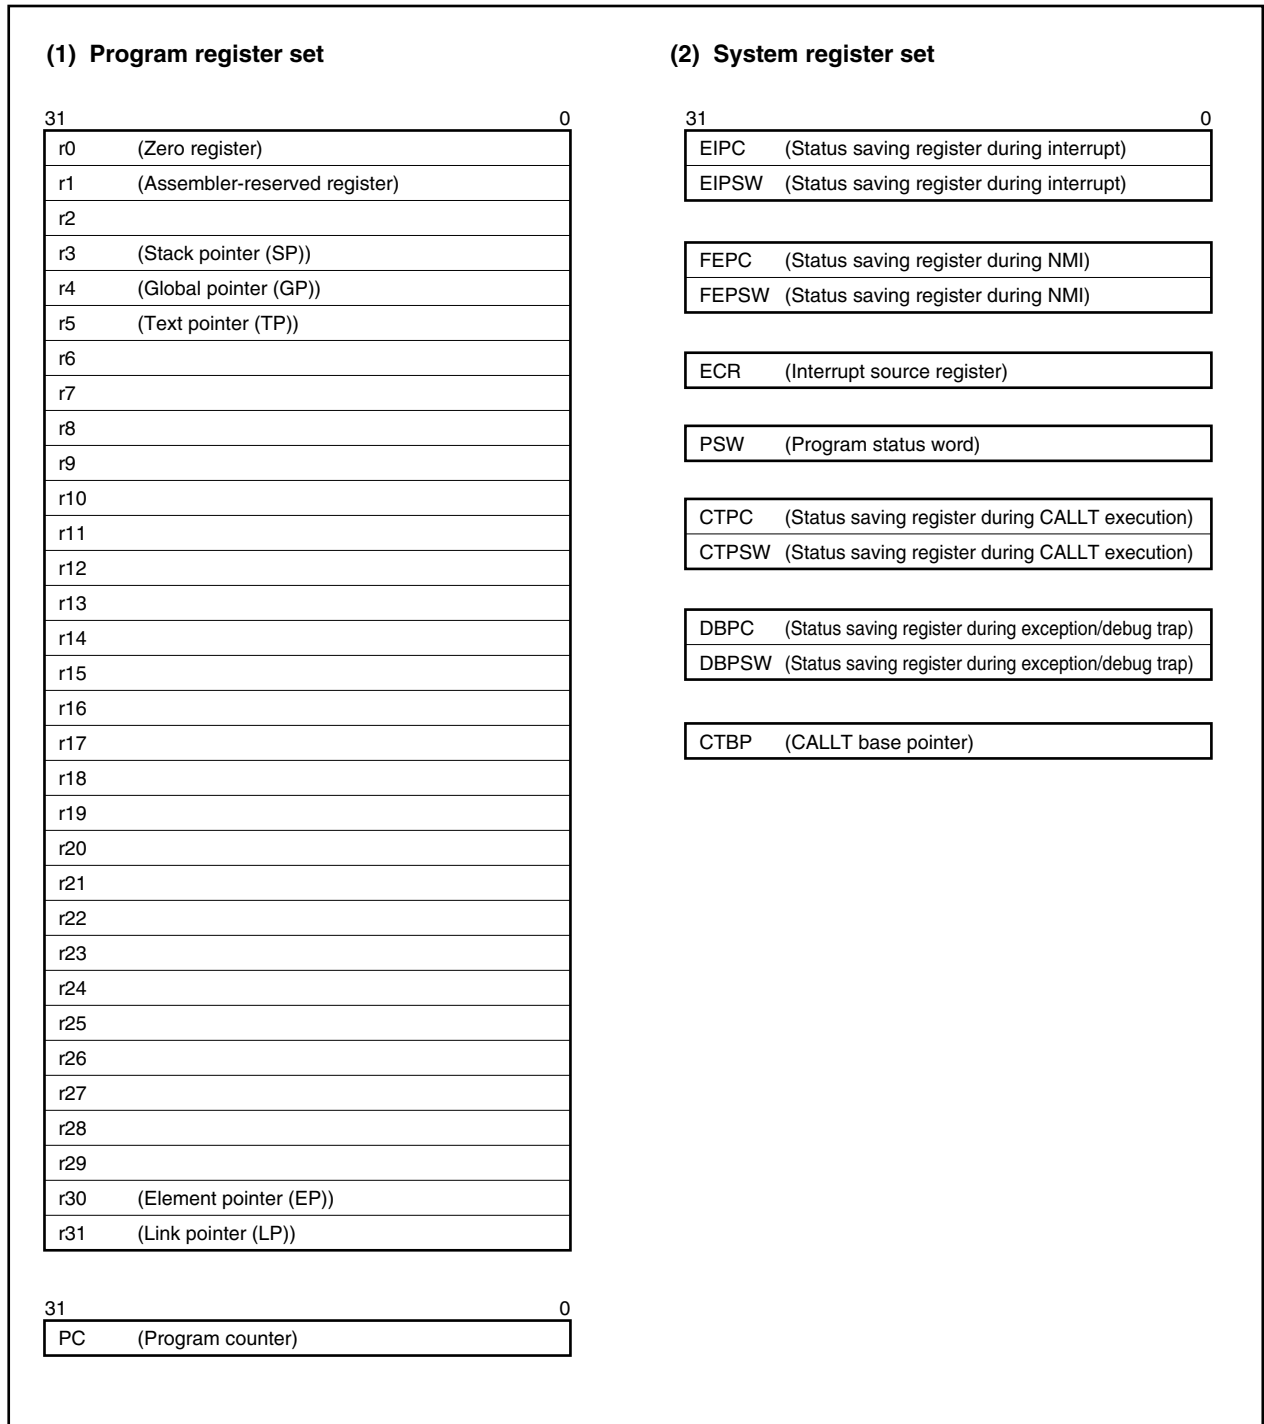 (1) Program register set
31 0
r0 (Zero register)
r1 (Assembler-reserved register)
r2
r3 (Stack pointer (SP))
r4 (Global pointer (GP))
r5 (Text pointer (TP))
r6
r7
r8
r9
r10
r11
r12
r13
r14
r15
r16
r17
r18
r19
r20
r21
r22
r23
r24
r25
r26
r27
r28
r29
r30 (Element pointer (EP))
r31 (Link pointer (LP))
31 0
PC (Program counter)
(2) System register set
31 0
EIPC (Status saving register during interrupt)
EIPSW (Status saving register during interrupt)
FEPC (Status saving register during NMI)
FEPSW (Status saving register during NMI)
ECR (Interrupt source register)
PSW (Program status word)
CTPC (Status saving register during CALLT execution)
CTPSW (Status saving register during CALLT execution)
DBPC (Status saving register during exception/debug trap)
DBPSW (Status saving register during exception/debug trap)
CTBP (CALLT base pointer)